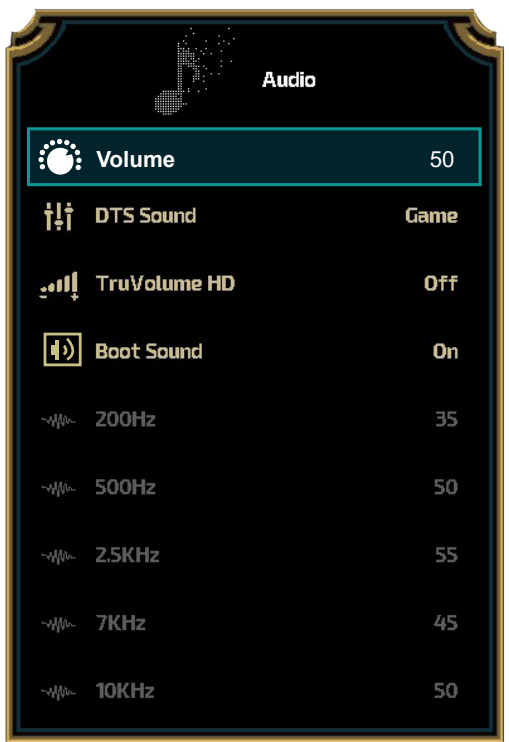 Audio
Volume 50
DTS Sound Game
TruVolume HD Off
Boot Sound On
200Hz 35
500Hz 50
2.5KHz 55
7KHz 45
10KHz 50